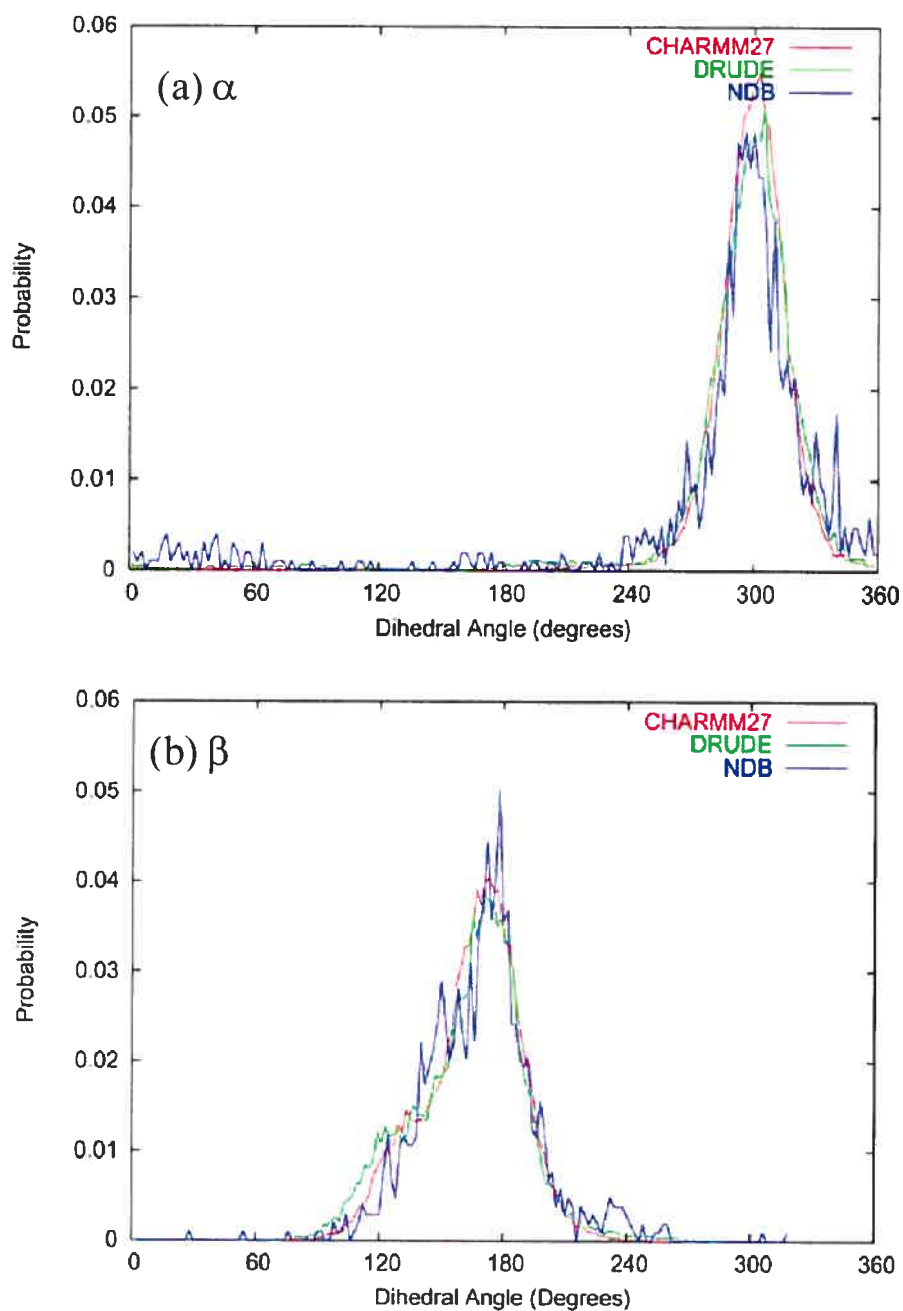 0.06
(a) α
CHARMM27
DRUDE
NDB
0.05
0.04
0.03
0.02
0.01
0
Probability
0 60 120 180 240 300 360
Dihedral Angle (degrees)
0.06
(b) β
CHARMM27
DRUDE
NDB
0.05
0.04
0.03
0.02
0.01
0
Probability
0 60 120 180 240 300 360
Dihedral Angle (Degrees)